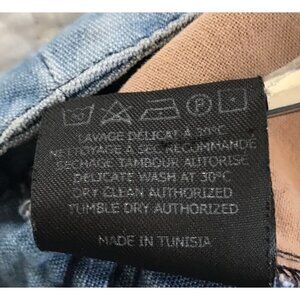 LAVAGE DELICAT A 30°C
NETTOYAGE A SEC RECOMMANDE
SECHAGE TAMBOUR AUTORISE
DELICATE WASH AT 30°C
DRY CLEAN AUTHORIZED
TUMBLE DRY AUTHORIZED
MADE IN TUNISIA